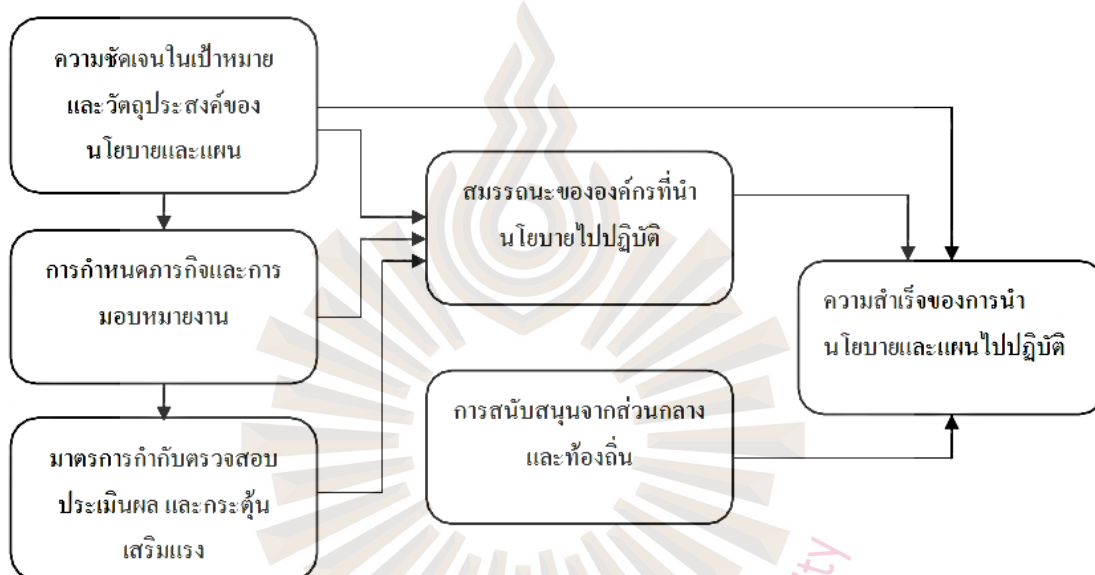 ความชัดเจนในเป้าหมาย
และวัตถุประสงค์ของ
นโยบายและแผน
การกำหนดภารกิจและการ
มอบหมายงาน
มาตรการกำกับตรวจสอบ
ประเมินผล และกระตุ้น
เสริมแรง
สมรรถนะขององค์กรที่นำ
นโยบายไปปฏิบัติ
การสนับสนุนจากส่วนกลาง
และท้องถิ่น
ความสำเร็จของการนำ
นโยบายและแผนไปปฏิบัติ